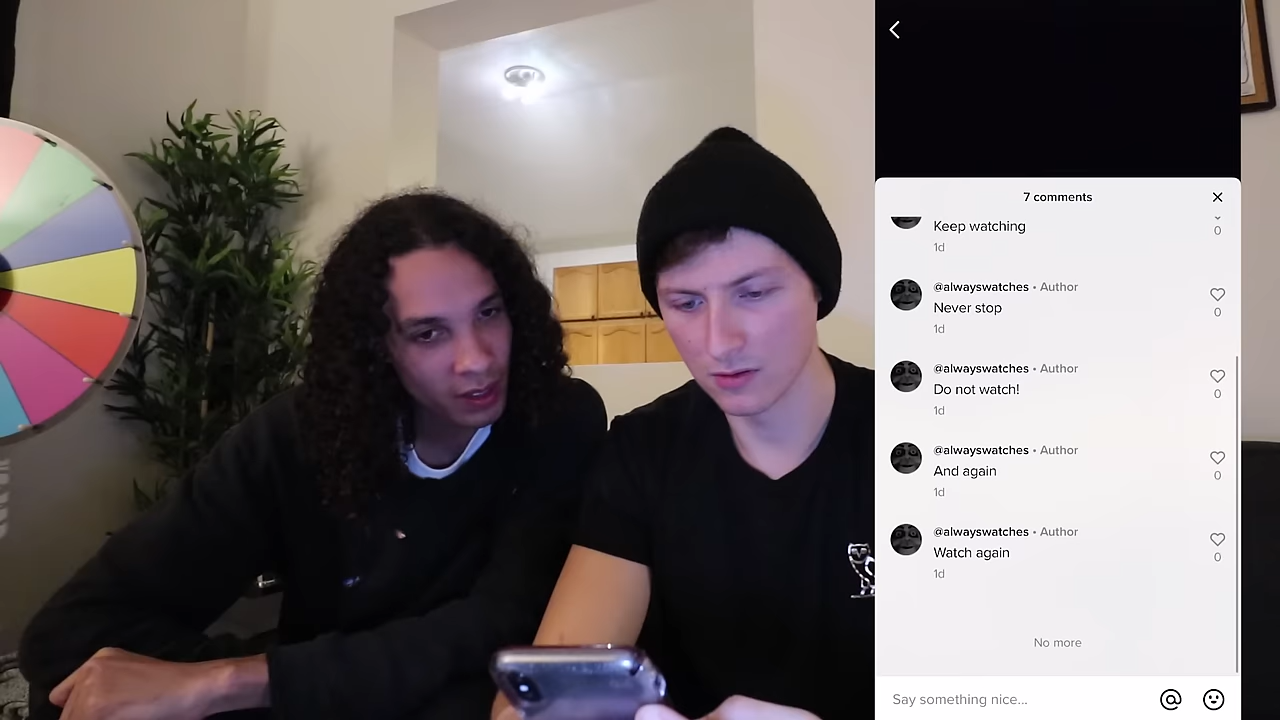 7 comments
Keep watching
1d
0
@alwayswatches • Author
Never stop
1d
0
@alwayswatches • Author
Do not watch!
1d
0
@alwayswatches • Author
And again
1d
0
@alwayswatches • Author
Watch again
1d
0
No more
Say something nice...